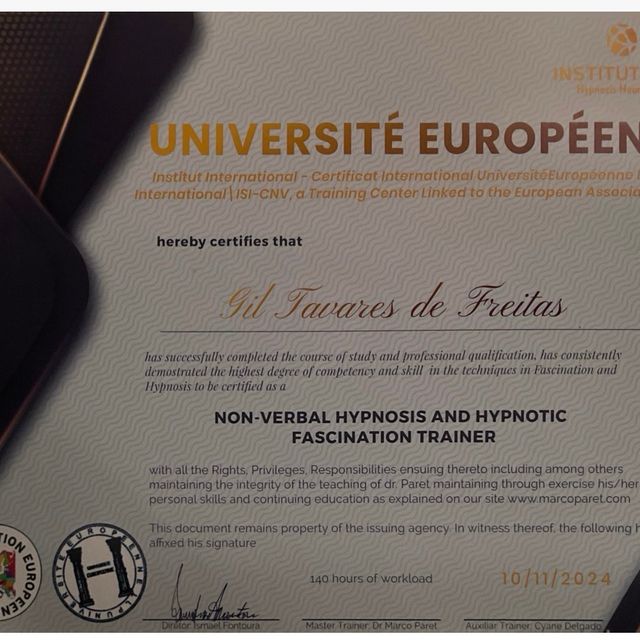 INSTITUT
UNIVERSITÉ EUROPÉEN
Institut International - Certificat International UniversitéEuropéenne
International\ISI-CNV, a Training Center Linked to the European Associa
hereby certifies that
Gil Tavares de Freitas
has successfully completed the course of study and professional qualification, has consistently
demostrated the highest degree of competency and skill in the techniques in Fascination and
Hypnosis to be certified as a
NON-VERBAL HYPNOSIS AND HYPNOTIC
FASCINATION TRAINER
with all the Rights, Privileges, Responsibilities ensuing thereto including among others
maintaining the integrity of the teaching of dr. Paret maintaining through exercise his/her
personal skills and continuing education as explained on our site www.marcoparet.com
This document remains property of the issuing agency. In witness thereof, the following h
affixed his signature
TION EUROPÉEN
UNIVERSITÉ EUROPÉENNE
H
140 hours of workload
10/11/2024
Diretor: Ismael Fontoura
Master Trainer: Dr Marco Paret
Auxiliar Trainer: Cyane Delgado